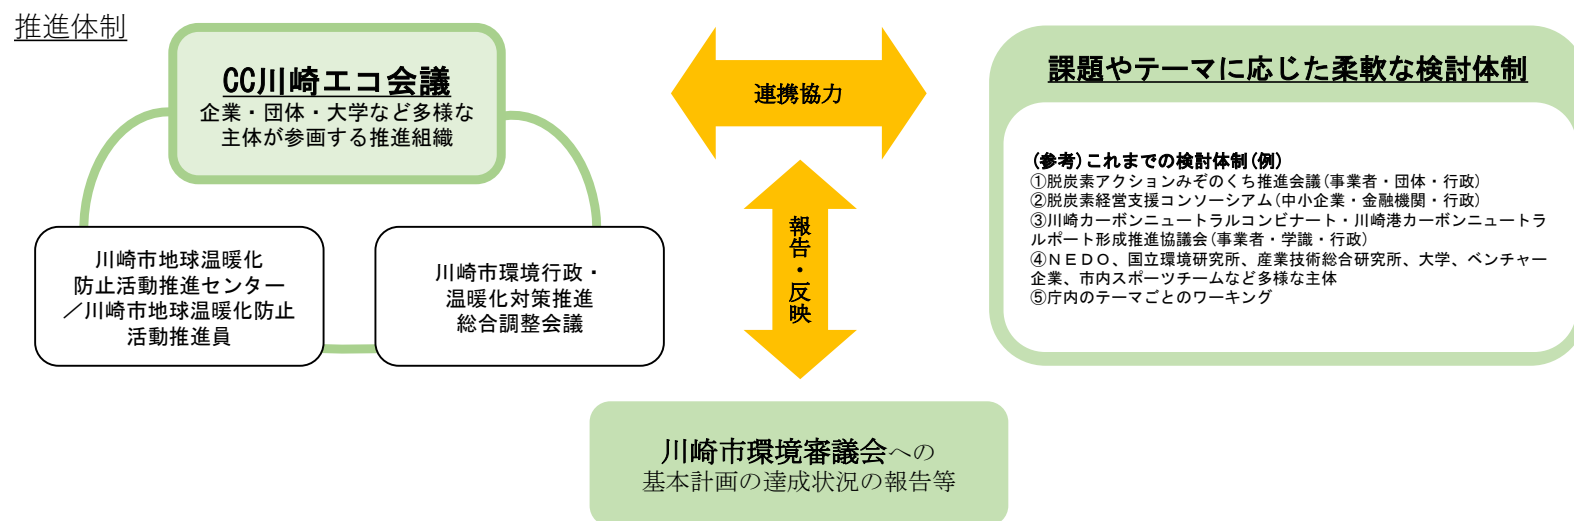 推進体制
CC川崎エコ会議
企業・団体・大学など多様な
主体が参画する推進組織
川崎市地球温暖化
防止活動推進センター
／川崎市地球温暖化防止
活動推進員
川崎市環境行政・
温暖化対策推進
総合調整会議
連携協力
報告・反映
課題やテーマに応じた柔軟な検討体制
(参考)これまでの検討体制(例)
①脱炭素アクションみぞのくち推進会議(事業者・団体・行政)
②脱炭素経営支援コンソーシアム(中小企業・金融機関・行政)
③川崎カーボンニュートラルコンビナート・川崎港カーボンニュートラ
ルポート形成推進協議会(事業者・学識・行政)
④ＮＥＤＯ、国立環境研究所、産業技術総合研究所、大学、ベンチャー
企業、市内スポーツチームなど多様な主体
⑤庁内のテーマごとのワーキング
川崎市環境審議会への
基本計画の達成状況の報告等